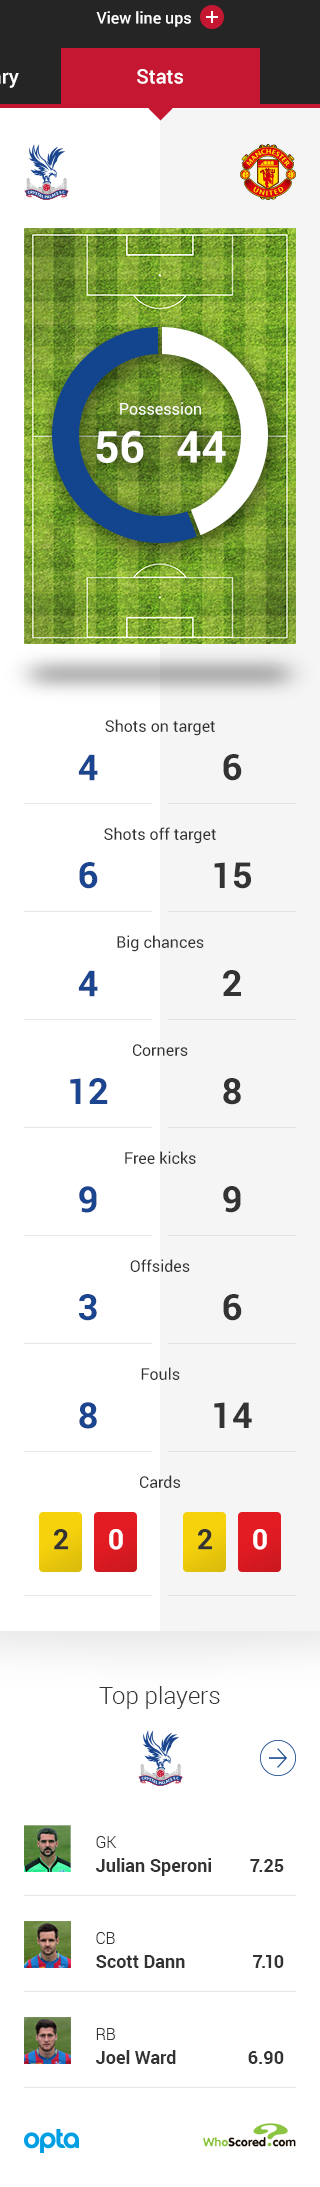 View line ups
ry
Stats
MANCHESTER
UNITED
Possession
56 44
Shots on target
4 6
Shots off target
6 15
Big chances
4 2
Corners
12 8
Free kicks
9 9
Offsides
3 6
Fouls
8 14
Cards
2 0 2 0
Top players
GK
Julian Speroni 7.25
CB
Scott Dann 7.10
RB
Joel Ward 6.90
opta
WhoScored.com